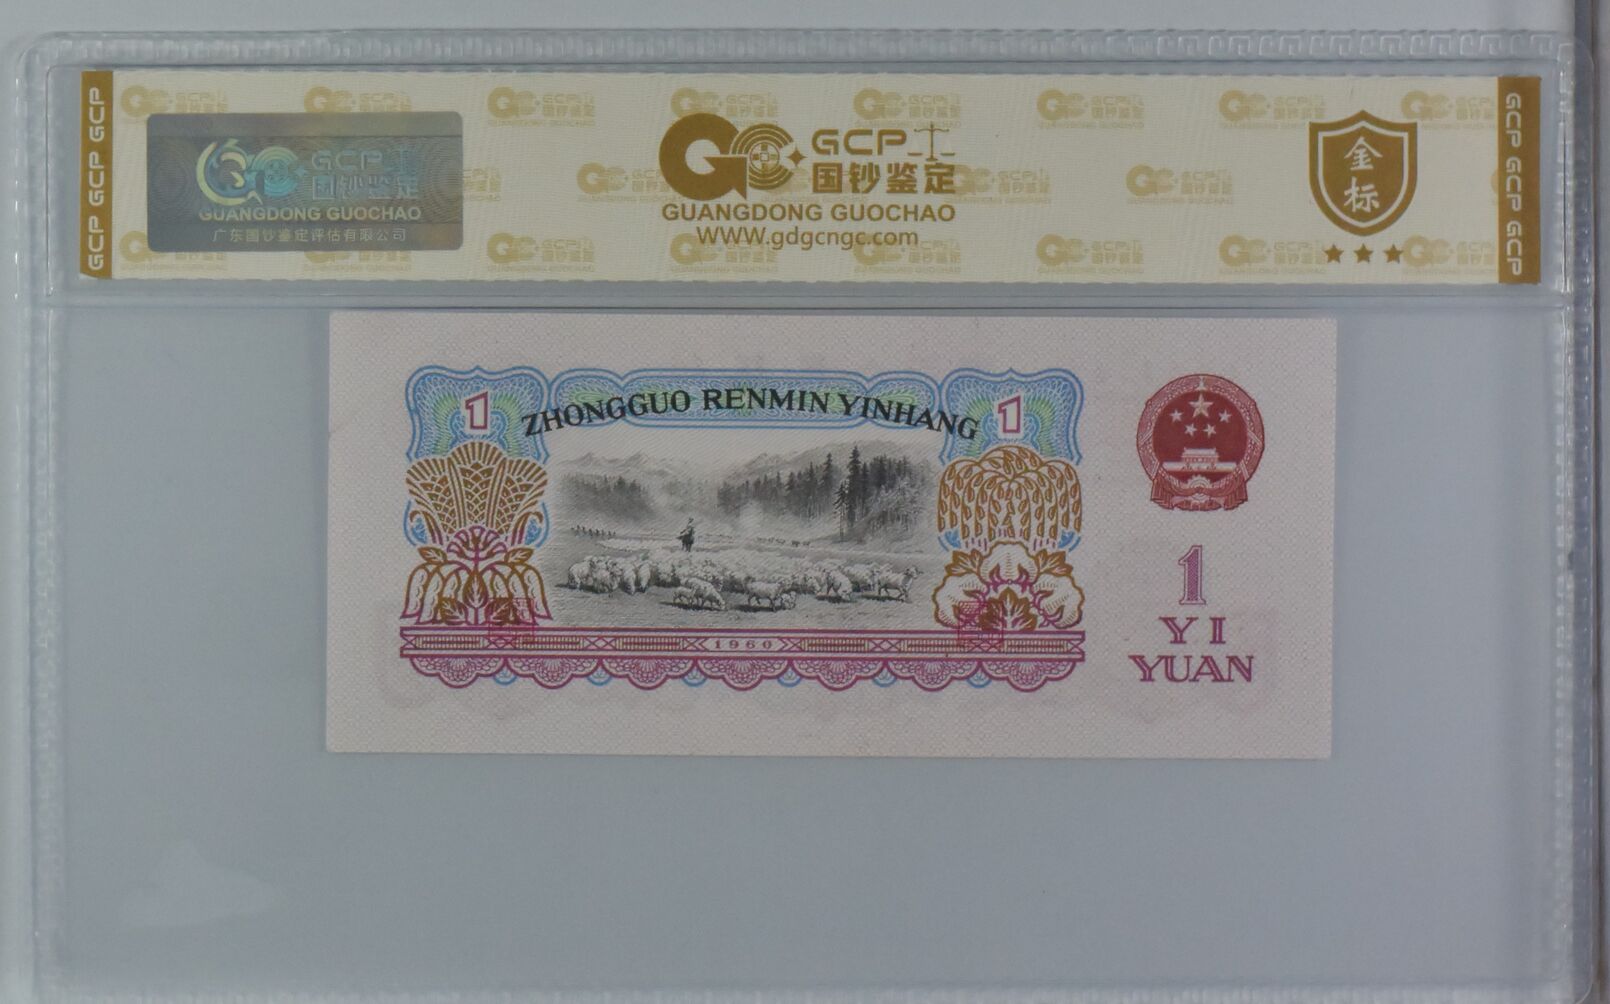 GCP GCP GCP
GCP
国钞鉴定
GUANGDONG GUOCHAO
广东国钞鉴定评估有限公司
GCP
国钞鉴定
GUANGDONG GUOCHAO
WWW.gdgcngc.com
金
标
GCP GCP GCP
1
ZHONGGUO RENMIN YINHANG
1
1960
1
YI
YUAN